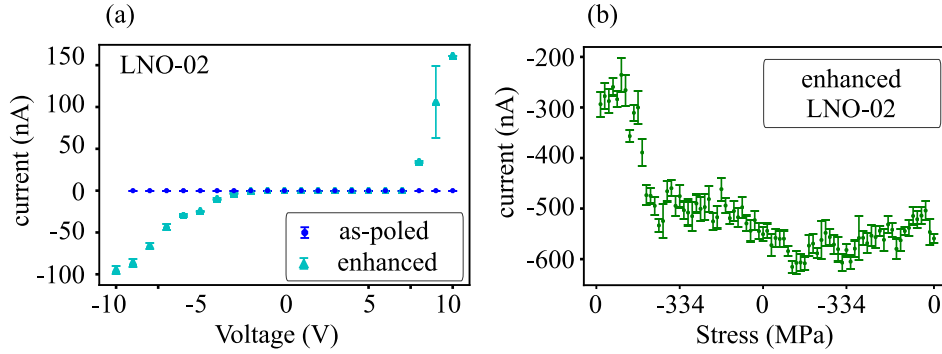 (a)
LNO-02
150
100
50
0
-50
-100
-10
-5
0
5
10
current (nA)
Voltage (V)
as-poled
enhanced
(b)
enhanced
LNO-02
-200
-300
-400
-500
-600
0
-334
0
-334
0
current (nA)
Stress (MPa)